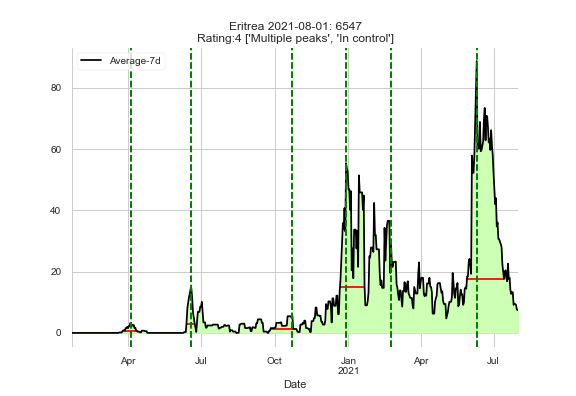 Eritrea 2021-08-01: 6547
Rating:4 ['Multiple peaks', 'In control']
Average-7d
80
60
40
20
0
Apr
Jul
Oct
Jan
2021
Apr
Jul
Date